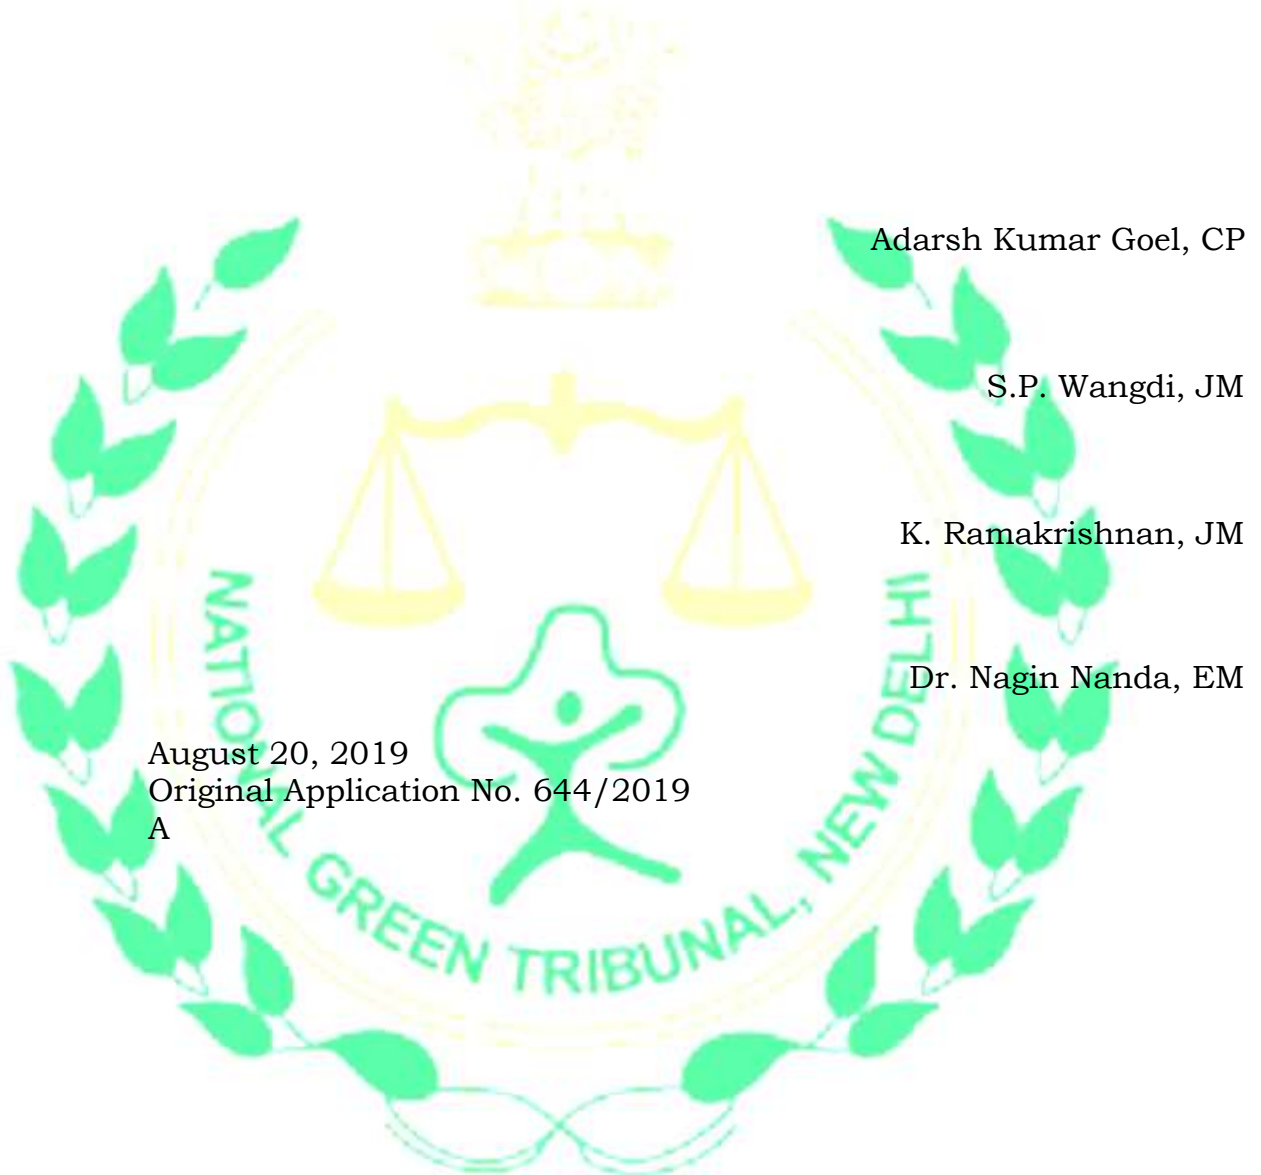 Adarsh Kumar Goel, CP
S.P. Wangdi, JM
K. Ramakrishnan, JM
Dr. Nagin Nanda, EM
August 20, 2019
Original Application No. 644/2019
A
NATIONAL GREEN TRIBUNAL, NEW DELHI